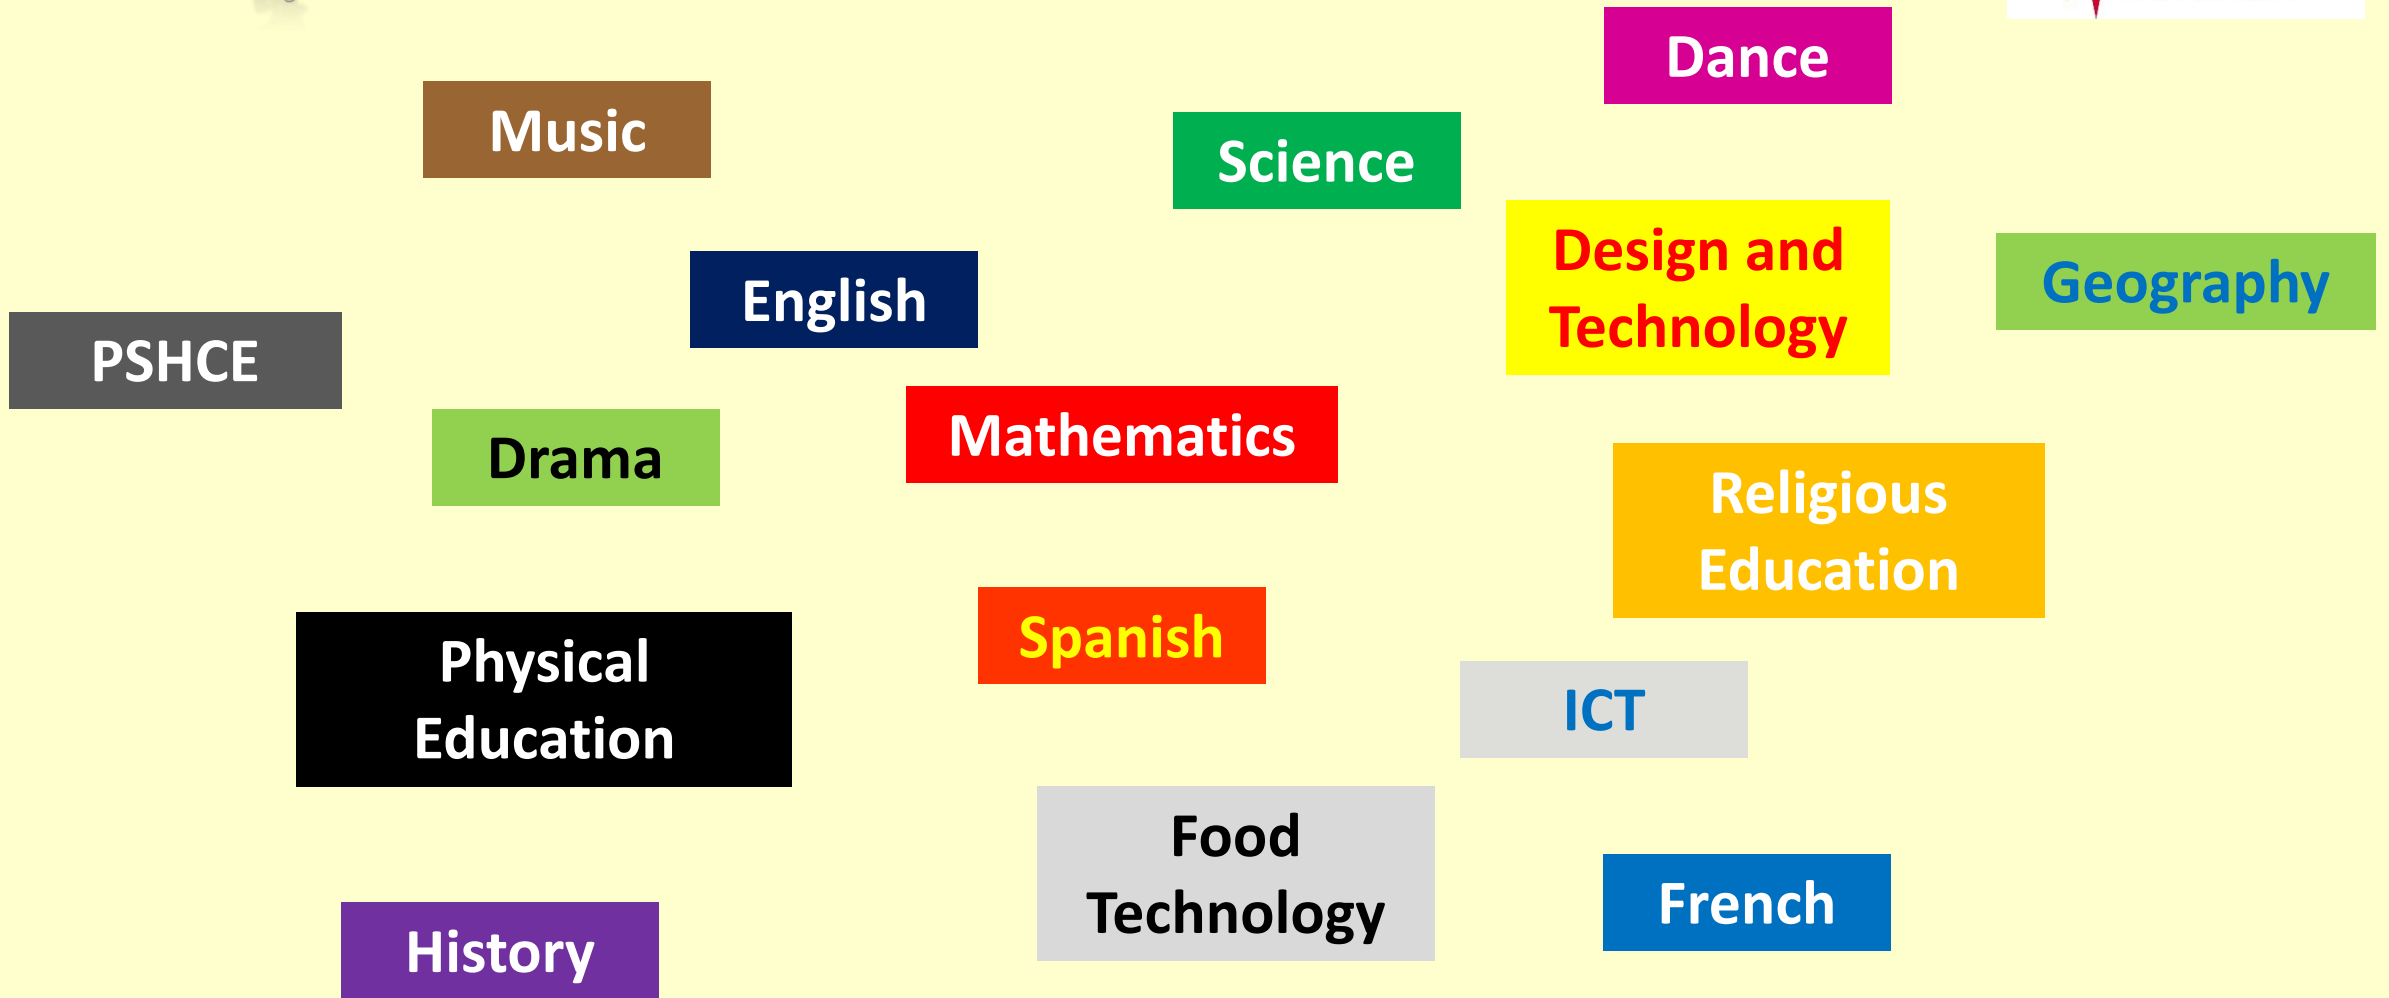 Dance
Music
Science
Design and
Technology
Geography
English
PSHCE
Mathematics
Drama
Religious
Education
Spanish
Physical
Education
ICT
Food
Technology
French
History